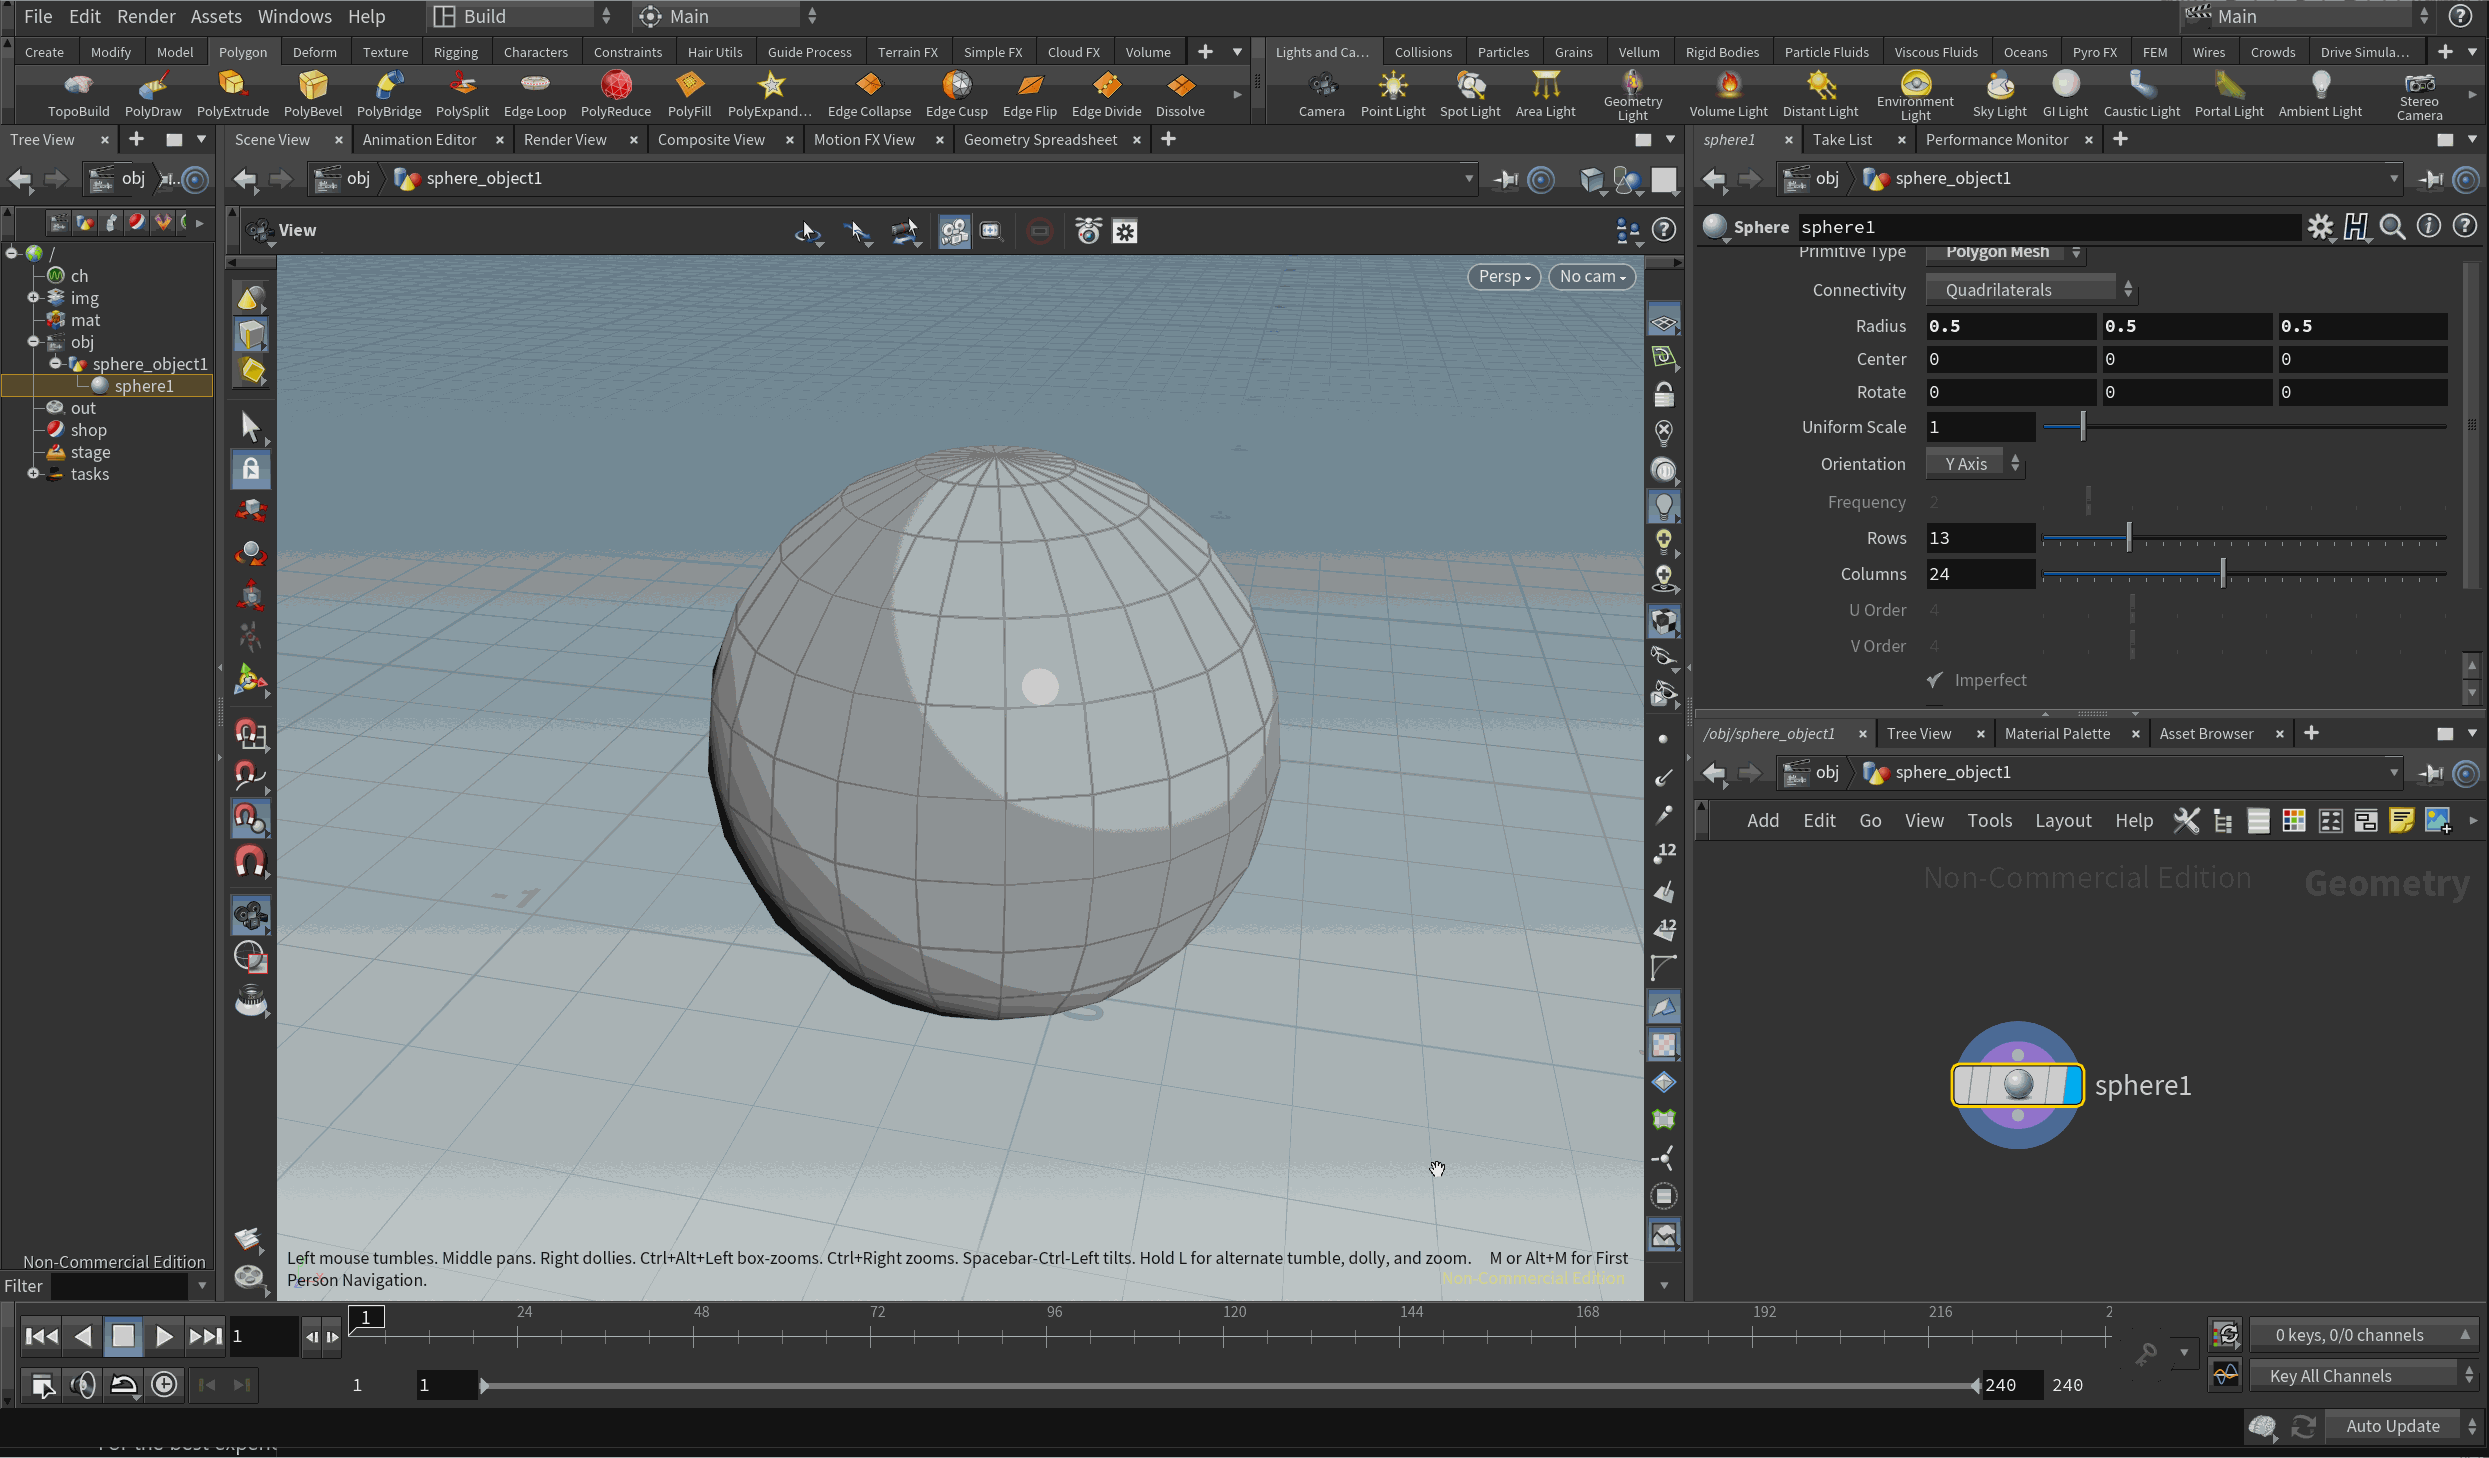 File Edit Render Assets Windows Help Build Main Main
Create Modify Model Polygon Deform Texture Rigging Characters Constraints Hair Utils Guide Process Terrain FX Simple FX Cloud FX Volume Lights and Ca... Collisions Particles Grains Vellum Rigid Bodies Particle Fluids Viscous Fluids Oceans Pyro FX FEM Wires Crowds Drive Simula...
TopoBuild PolyDraw PolyExtrude PolyBevel PolyBridge PolySplit Edge Loop PolyReduce PolyFill PolyExpand... Edge Collapse Edge Cusp Edge Flip Edge Divide Dissolve Camera Point Light Spot Light Area Light Geometry Light Volume Light Distant Light Environment Light Sky Light GI Light Caustic Light Portal Light Ambient Light Stereo Camera
Tree View Scene View Animation Editor Render View Composite View Motion FX View Geometry Spreadsheet sphere1 Take List Performance Monitor
obj obj sphere_object1 obj sphere_object1
View
Sphere sphere1
Persp No cam
/
ch
img
mat
obj
sphere_object1
sphere1
out
shop
stage
tasks
Non-Commercial Edition
Filter
-1
0
12
12
Left mouse tumbles. Middle pans. Right dollies. Ctrl+Alt+Left box-zooms. Ctrl+Right zooms. Spacebar-Ctrl-Left tilts. Hold L for alternate tumble, dolly, and zoom. M or Alt+M for First
Person Navigation.
Non-Commercial Edition
Primitive Type Polygon Mesh
Connectivity Quadrilaterals
Radius 0.5 0.5 0.5
Center 0 0 0
Rotate 0 0 0
Uniform Scale 1
Orientation Y Axis
Frequency 2
Rows 13
Columns 24
U Order 4
V Order 4
Imperfect
/obj/sphere_object1 Tree View Material Palette Asset Browser
obj sphere_object1
Add Edit Go View Tools Layout Help
Non-Commercial Edition Geometry
sphere1
1 1 24 48 72 96 120 144 168 192 216 2
0 keys, 0/0 channels
1 1 240 240 Key All Channels
Auto Update